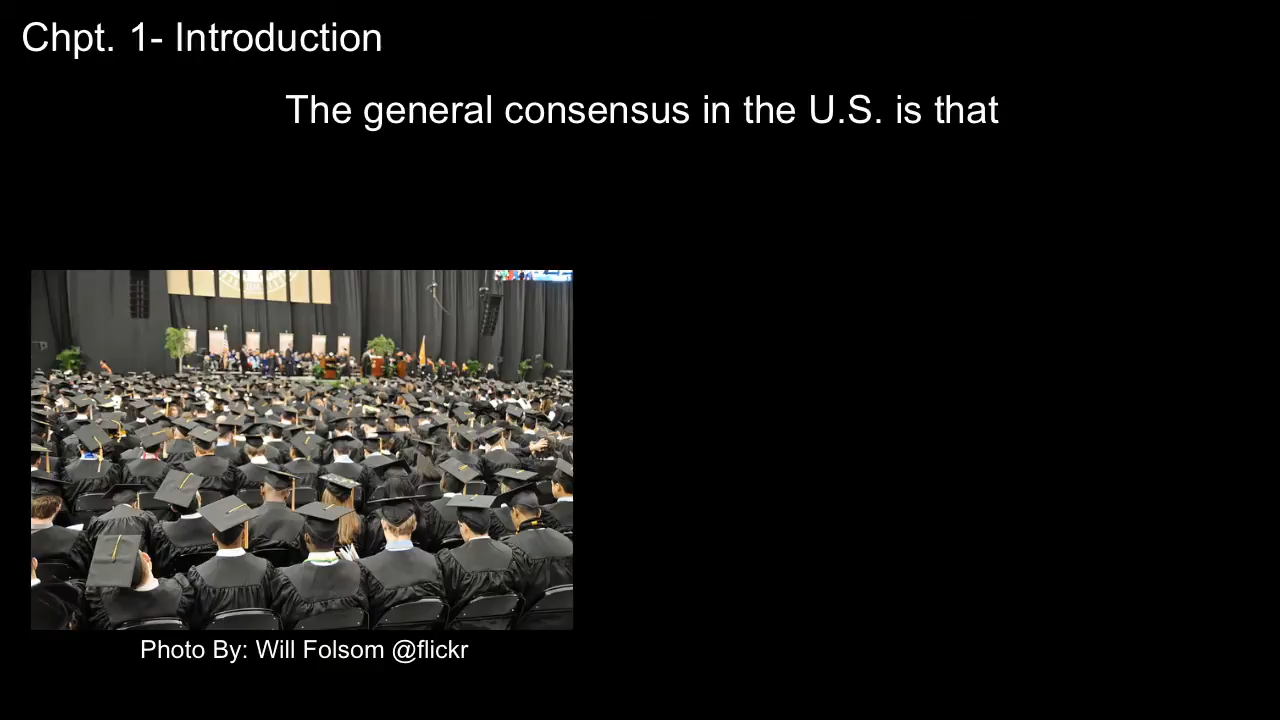 Chpt. 1- Introduction
The general consensus in the U.S. is that
Photo By: Will Folsom @flickr